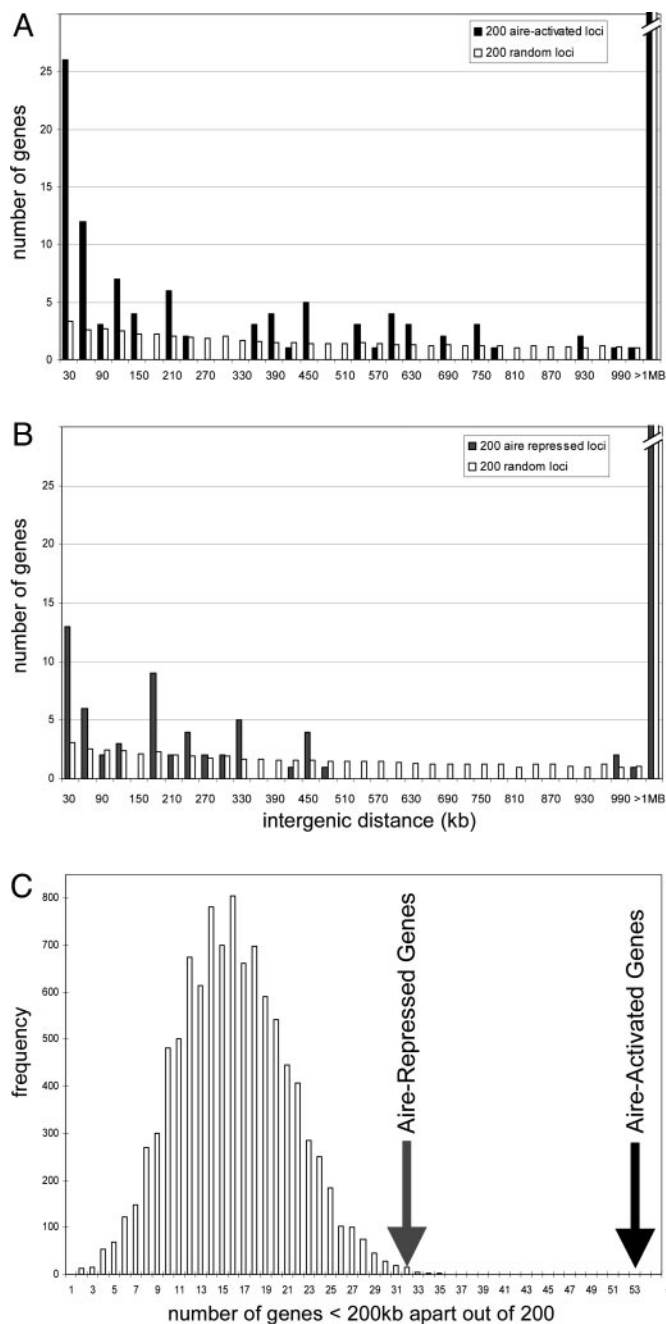 A
200 aire-activated loci
200 random loci
number of genes
25
20
15
10
5
0
30 90 150 210 270 330 390 450 510 570 630 690 750 810 870 930 990 >1MB
B
200 aire repressed loci
200 random loci
number of genes
25
20
15
10
5
0
30 90 150 210 270 330 390 450 510 570 630 690 750 810 870 930 990 >1MB
intergenic distance (kb)
C
frequency
800
700
600
500
400
300
200
100
0
Aire-Repressed Genes
Aire-Activated Genes
1 3 5 7 9 11 13 15 17 19 21 23 25 27 29 31 33 35 37 39 41 43 45 47 49 51 53
number of genes < 200kb apart out of 200